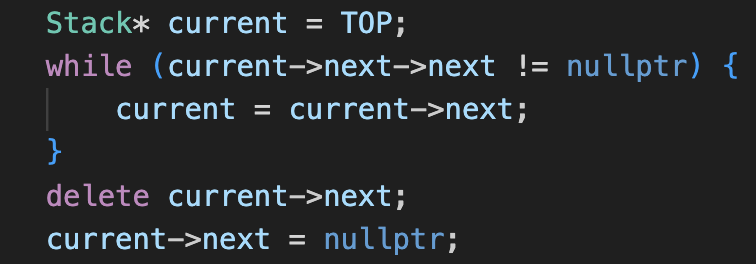 Stack* current = TOP;
while (current->next->next != nullptr) {
    current = current->next;
}
delete current->next;
current->next = nullptr;